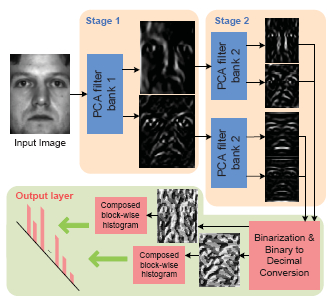 Stage 1
Stage 2
PCA filter
bank 1
PCA filter
bank 2
PCA filter
bank 2
Input Image
Output layer
Composed
block-wise
histogram
Composed
block-wise
histogram
Binarization &
Binary to
Decimal
Conversion